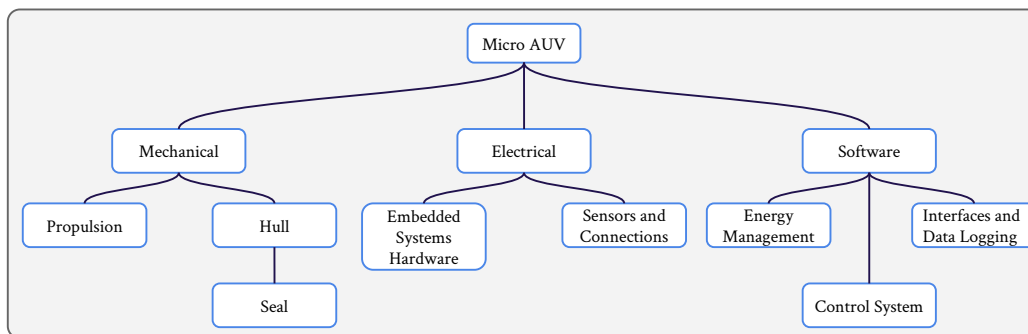 Micro AUV
Mechanical
Electrical
Software
Propulsion
Hull
Embedded
Systems
Hardware
Sensors and
Connections
Energy
Management
Interfaces and
Data Logging
Seal
Control System